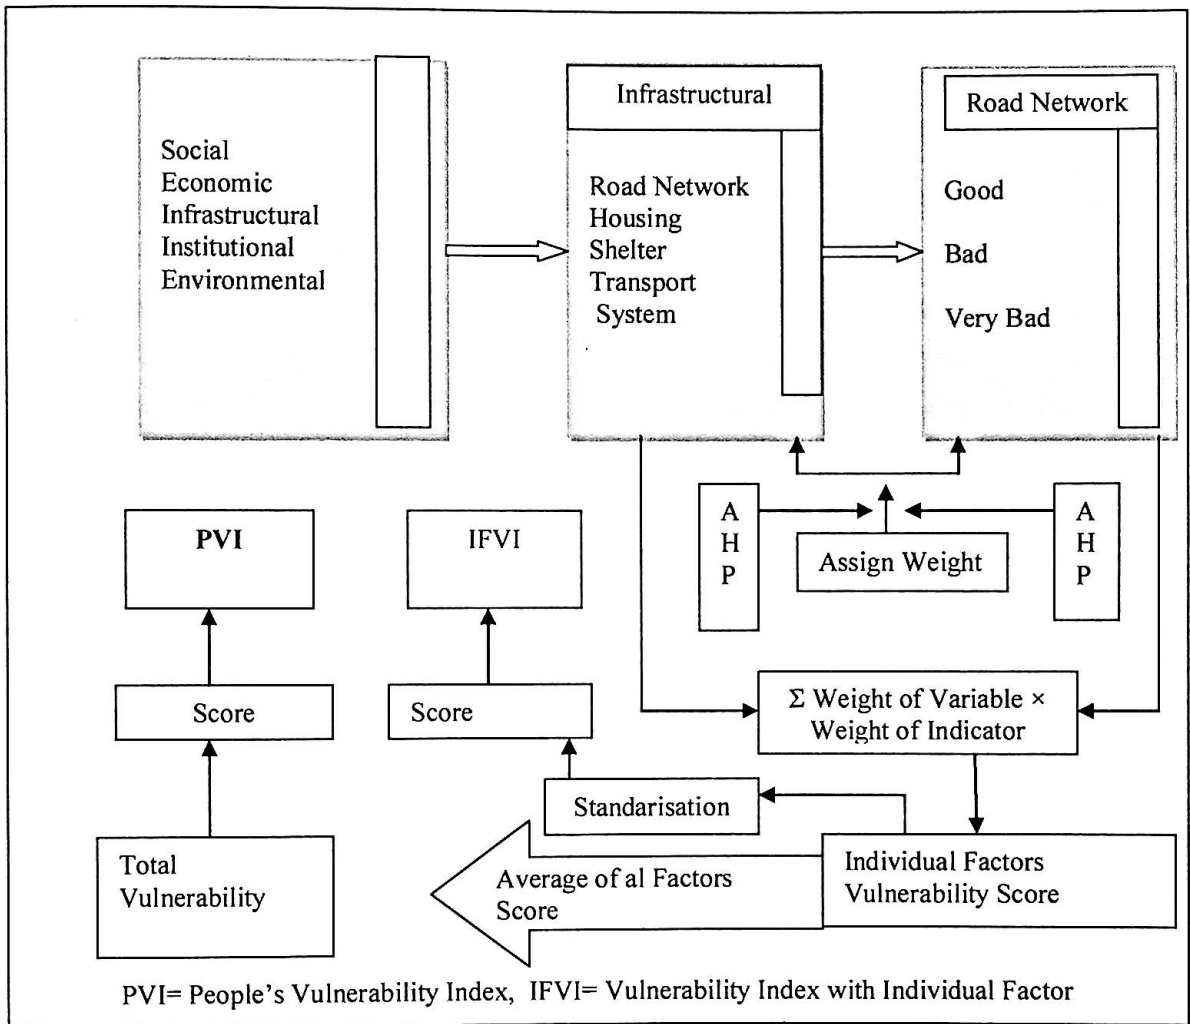 Social
Economic
Infrastructural
Institutional
Environmental
Infrastructural
Road Network
Housing
Shelter
Transport
System
Road Network
Good
Bad
Very Bad
PVI
IFVI
A
H
P
Assign Weight
A
H
P
Score
Score
Σ Weight of Variable ×
Weight of Indicator
Standarisation
Total
Vulnerability
Average of al Factors
Score
Individual Factors
Vulnerability Score
PVI= People's Vulnerability Index, IFVI= Vulnerability Index with Individual Factor